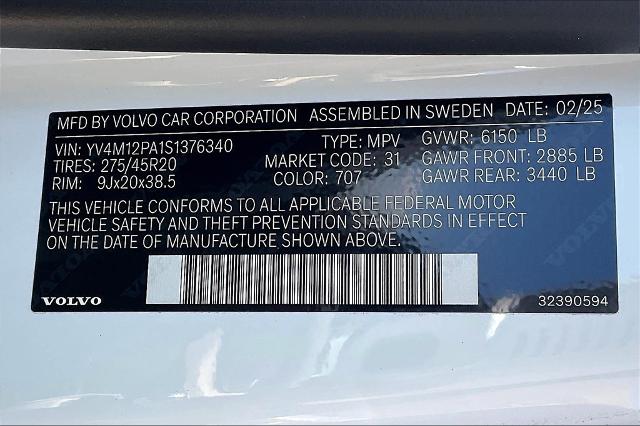 MFD BY VOLVO CAR CORPORATION ASSEMBLED IN SWEDEN DATE: 02/25
VIN: YV4M12PA1S1376340 TYPE: MPV GVWR: 6150 LB
TIRES: 275/45R20 MARKET CODE: 31 GAWR FRONT: 2885 LB
RIM: 9Jx20x38.5 COLOR: 707 GAWR REAR: 3440 LB
THIS VEHICLE CONFORMS TO ALL APPLICABLE FEDERAL MOTOR
VEHICLE SAFETY AND THEFT PREVENTION STANDARDS IN EFFECT
ON THE DATE OF MANUFACTURE SHOWN ABOVE.
VOLVO 32390594